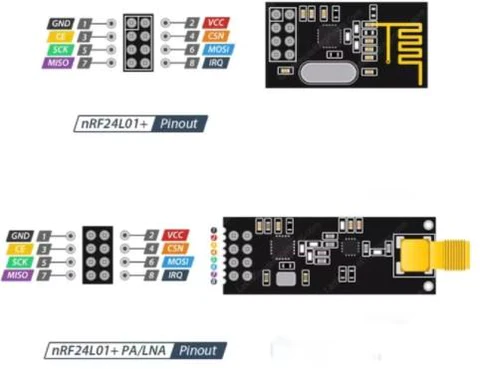 GND 1 2 VCC
CE 3 4 CSN
SCK 5 6 MOSI
MISO 7 8 IRQ
nRF24L01+ Pinout
GND 1 2 VCC
CE 3 4 CSN
SCK 5 6 MOSI
MISO 7 8 IRQ
nRF24L01+ PA/LNA Pinout